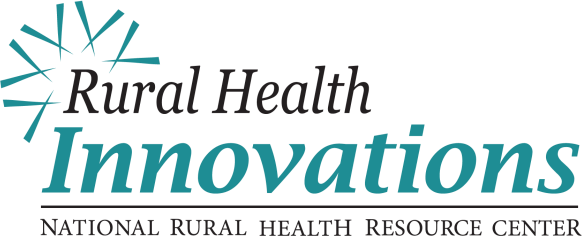 Rural Health
Innovations
NATIONAL RURAL HEALTH RESOURCE CENTER